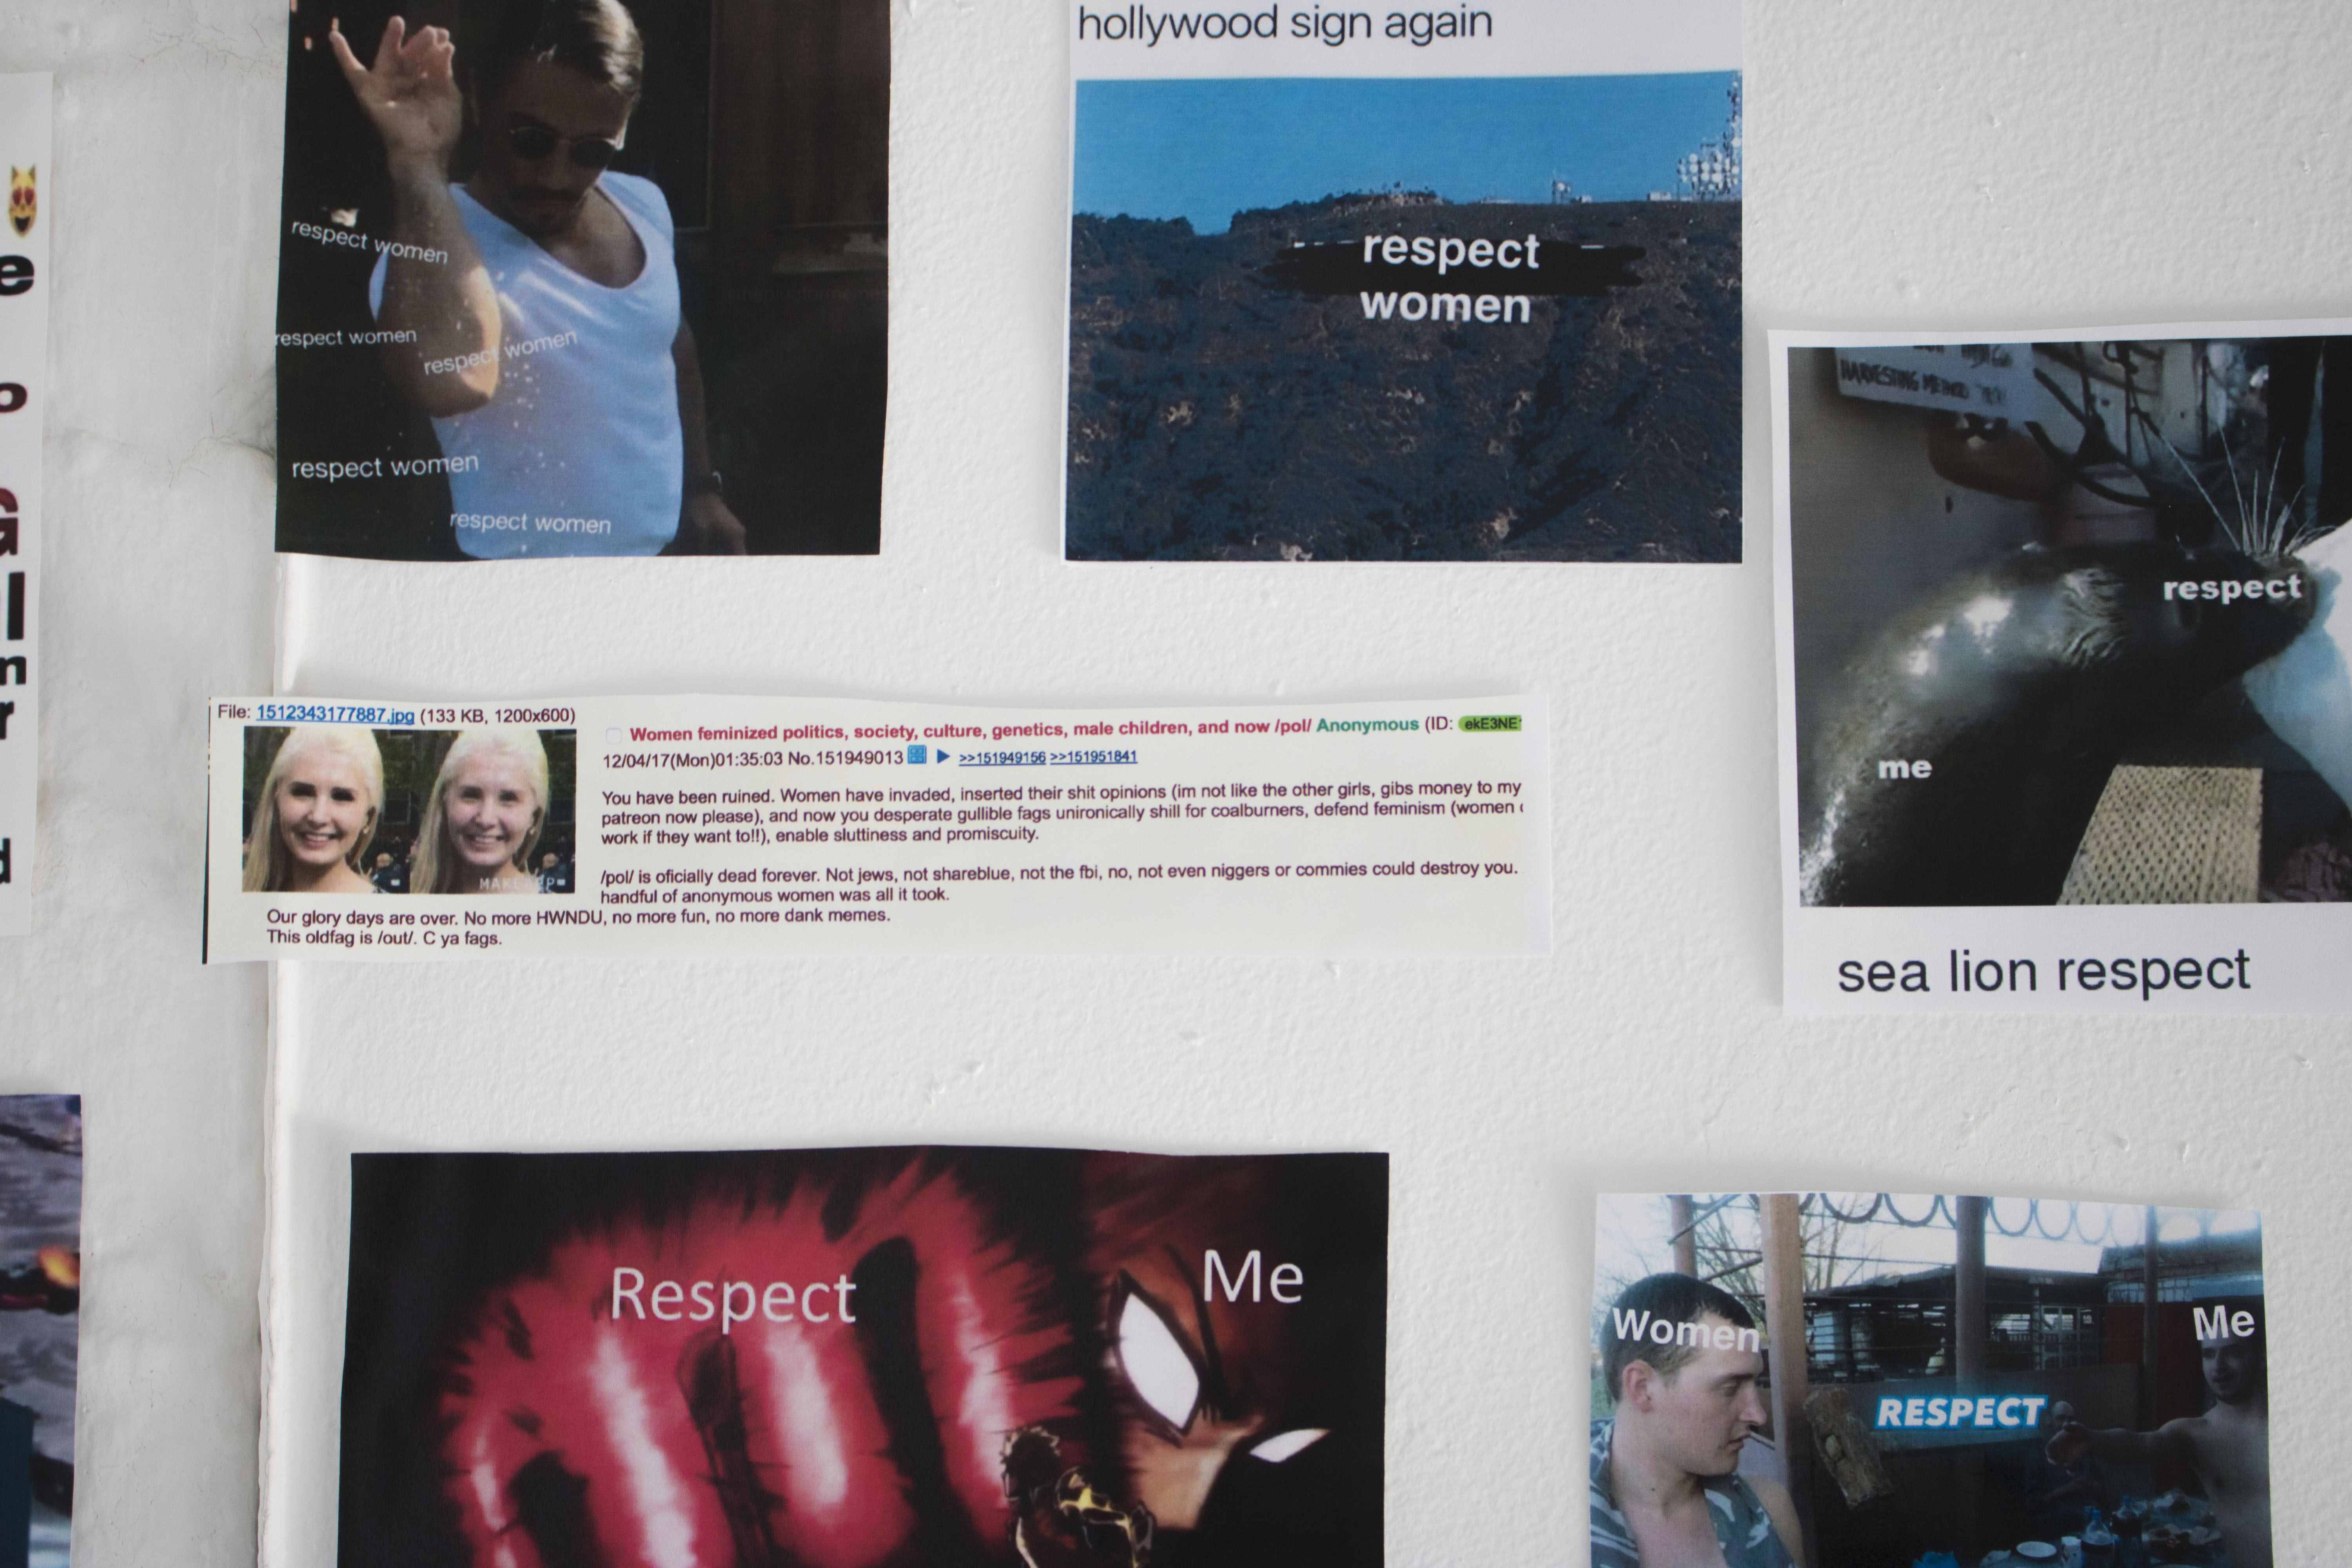 hollywood sign again
respect women
respect women
respect women
respect women
respect women
respect
women
HARVESTING
respect
me
sea lion respect
e
o
a
l
n
r
d
File: 1512343177887.jpg (133 KB, 1200x600)
Women feminized politics, society, culture, genetics, male children, and now /pol/ Anonymous (ID: ekE3NE
12/04/17(Mon)01:35:03 No.151949013 >>151949156 >>151951841
You have been ruined. Women have invaded, inserted their shit opinions (im not like the other girls, gibs money to my
patreon now please), and now you desperate gullible fags unironically shill for coalburners, defend feminism (women
work if they want to!!), enable sluttiness and promiscuity.
/pol/ is oficially dead forever. Not jews, not shareblue, not the fbi, no, not even niggers or commies could destroy you.
handful of anonymous women was all it took.
Our glory days are over. No more HWNDU, no more fun, no more dank memes.
This oldfag is /out/. C ya fags.
Respect
Me
Women
RESPECT
Me